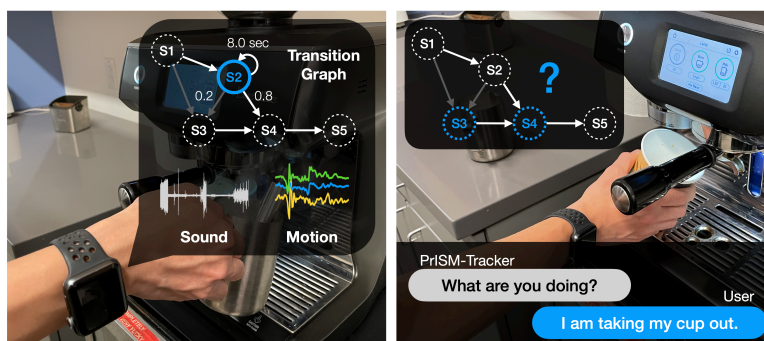 S1
8.0 sec
S2
Transition
Graph
0.2
0.8
S3
S4
S5
Sound
Motion
S1
S2
?
S3
S4
S5
PrISM-Tracker
What are you doing?
User
I am taking my cup out.